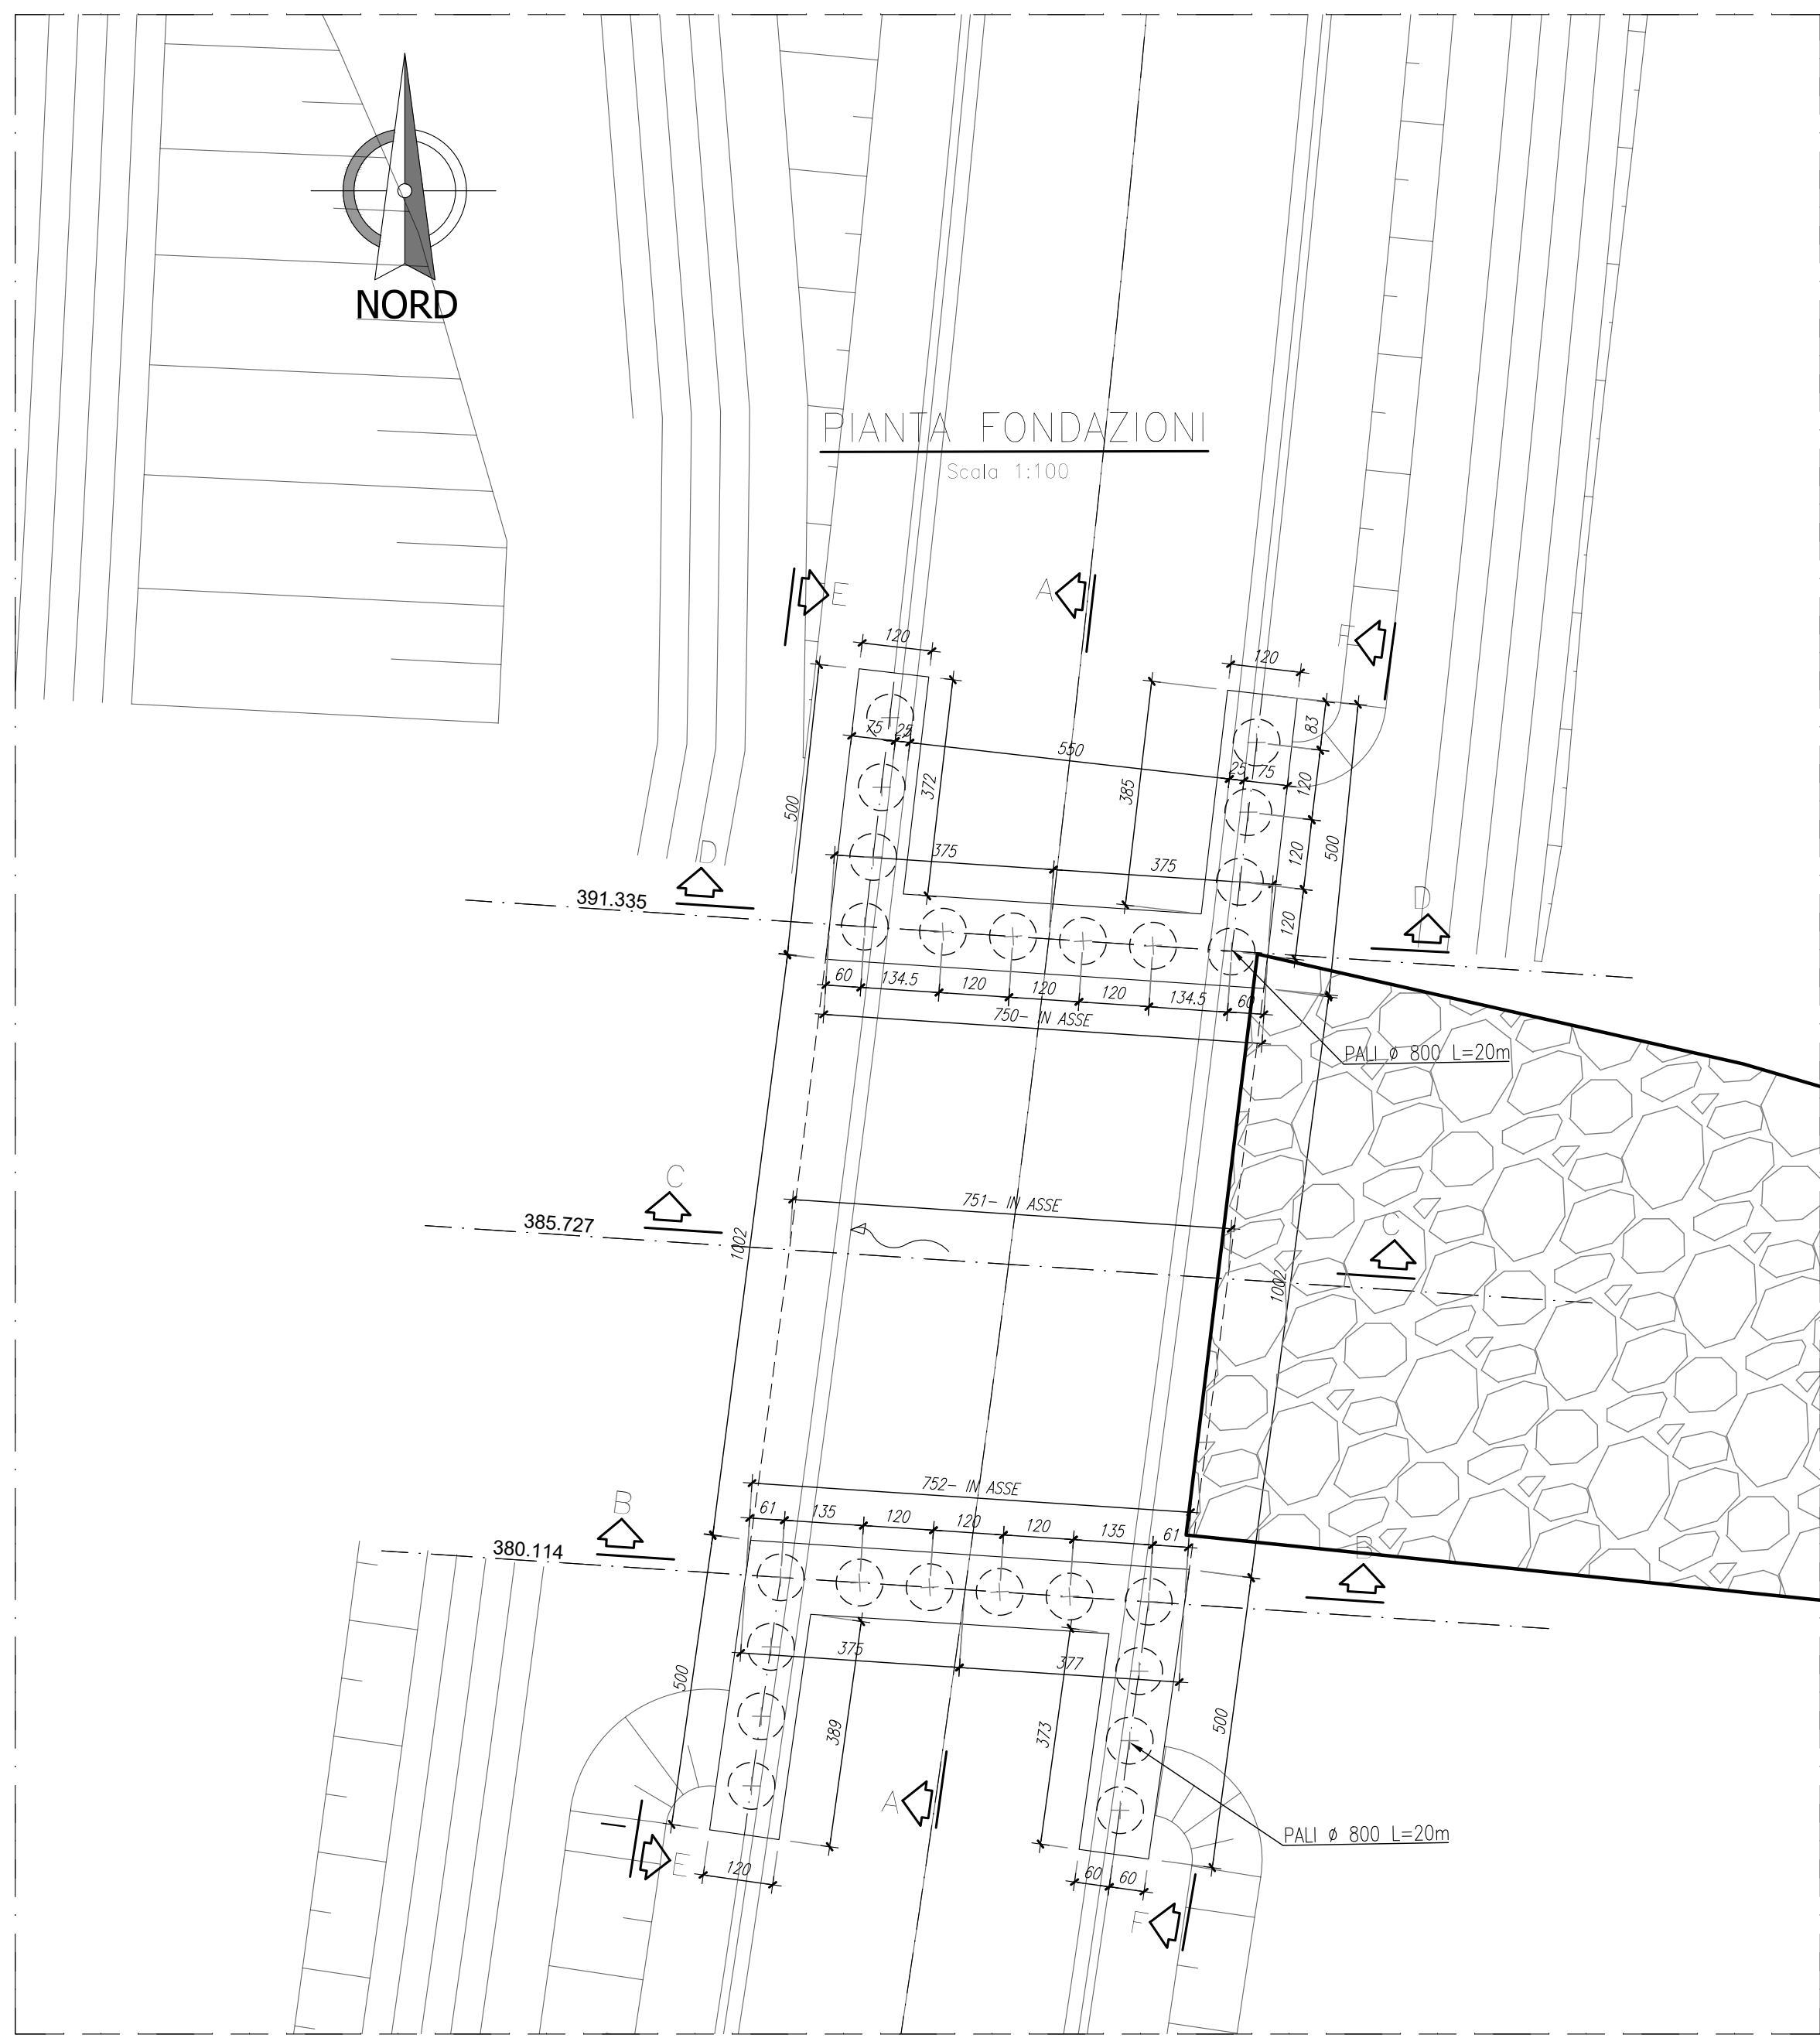 NORD
PIANTA FONDAZIONI
Scala 1:100
E
A
F
120
120
83
75
25
550
25
75
120
372
385
500
120
500
375
375
D
391.335
D
120
60
134.5
120
120
120
134.5
60
750- IN ASSE
PALI ø 800 L=20m
C
385.727
751- IN ASSE
C
1002
1002
752- IN ASSE
61
135
120
120
120
135
61
B
380.114
B
375
377
500
389
373
500
A
PALI ø 800 L=20m
E
120
60
60
F